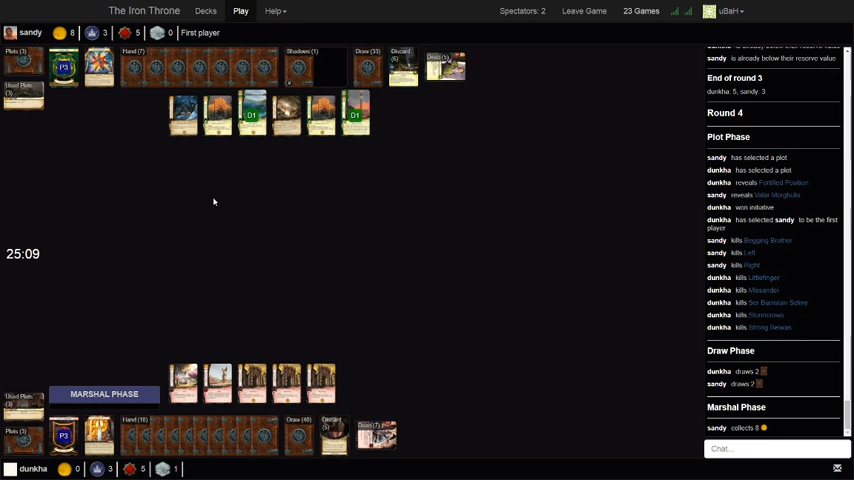 The Iron Throne
Decks
Play
Help
Spectators: 2
Leave Game
23 Games
uBaH
sandy
8
3
5
0
First player
Plots (3)
P3
Hand (7)
Shadows (1)
Draw (33)
Discard (6)
Dead (5)
Used Plots (3)
D1
D1
25:09
MARSHAL PHASE
Used Plots (3)
Plots (3)
P3
Hand (18)
Draw (48)
Discard (5)
Dead (7)
dunkha
0
3
5
1
sandy is already below their reserve value
End of round 3
dunkha: 5, sandy: 3
Round 4
Plot Phase
sandy has selected a plot
dunkha has selected a plot
dunkha reveals Fortified Position
sandy reveals Valar Morghulis
dunkha won initiative
dunkha has selected sandy to be the first
player
sandy kills Begging Brother
sandy kills Left
sandy kills Right
dunkha kills Littlefinger
dunkha kills Missandei
dunkha kills Ser Barristan Selmy
dunkha kills Stormcrows
dunkha kills Strong Belwas
Draw Phase
dunkha draws 2
sandy draws 2
Marshal Phase
sandy collects 8
Chat...